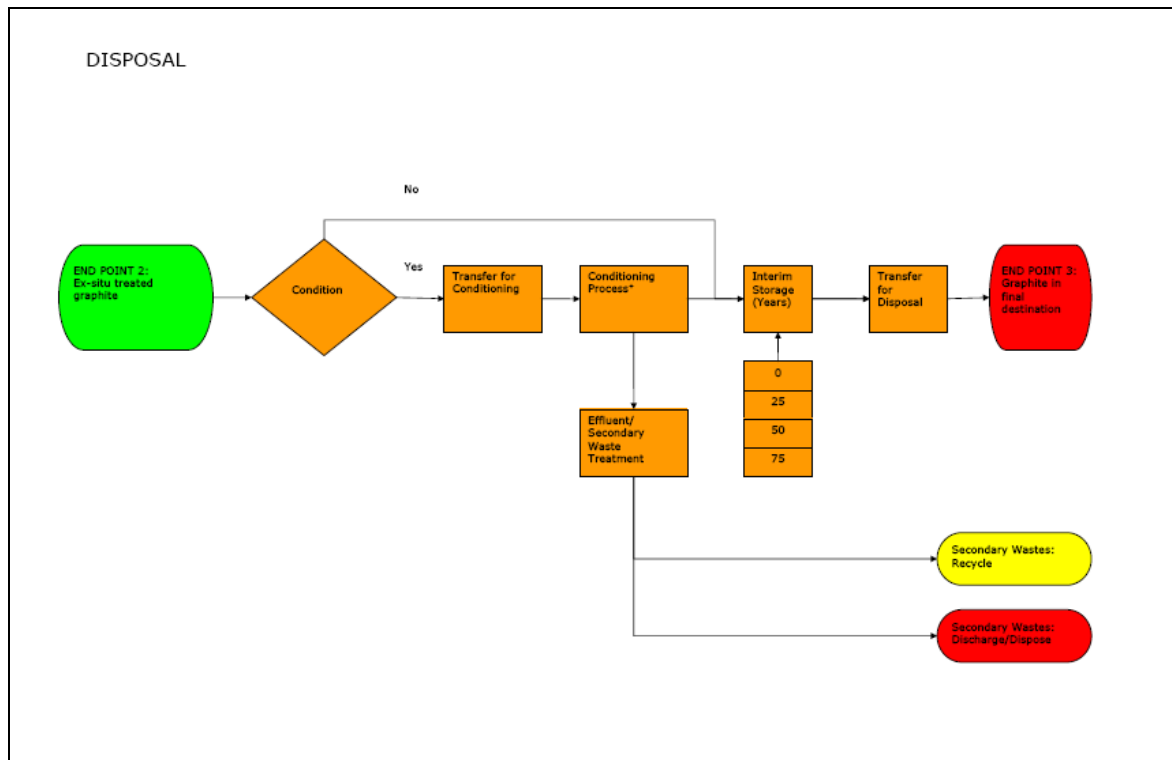 DISPOSAL
No
Yes
END POINT 2:
Ex-situ treated
graphite
Condition
Transfer for
Conditioning
Conditioning
Process*
Interim
Storage
(Years)
Transfer
for
Disposal
END POINT 3:
Graphite in
final
destination
0
25
50
75
Effluent/
Secondary
Waste
Treatment
Secondary Wastes:
Recycle
Secondary Wastes:
Discharge/Dispose